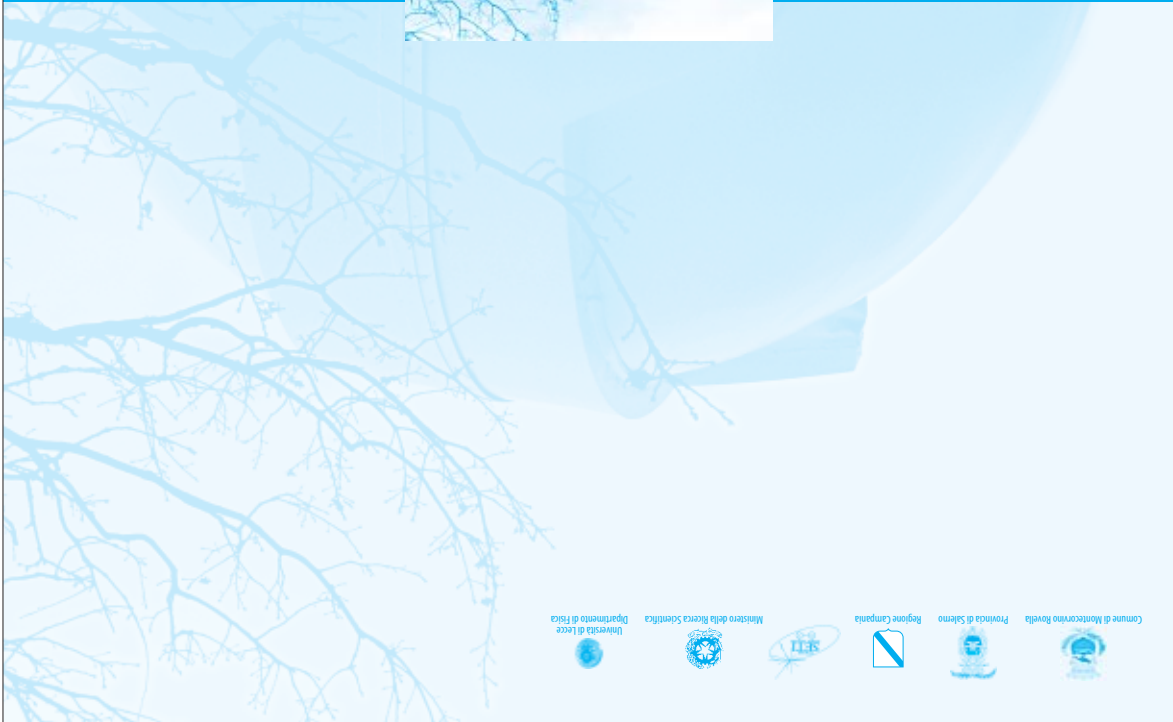 Comune di Montecorvino Rovella
Provincia di Salerno
Regione Campania
SETI
Ministero della Ricerca Scientifica
Università di Lecce
Dipartimento di Fisica